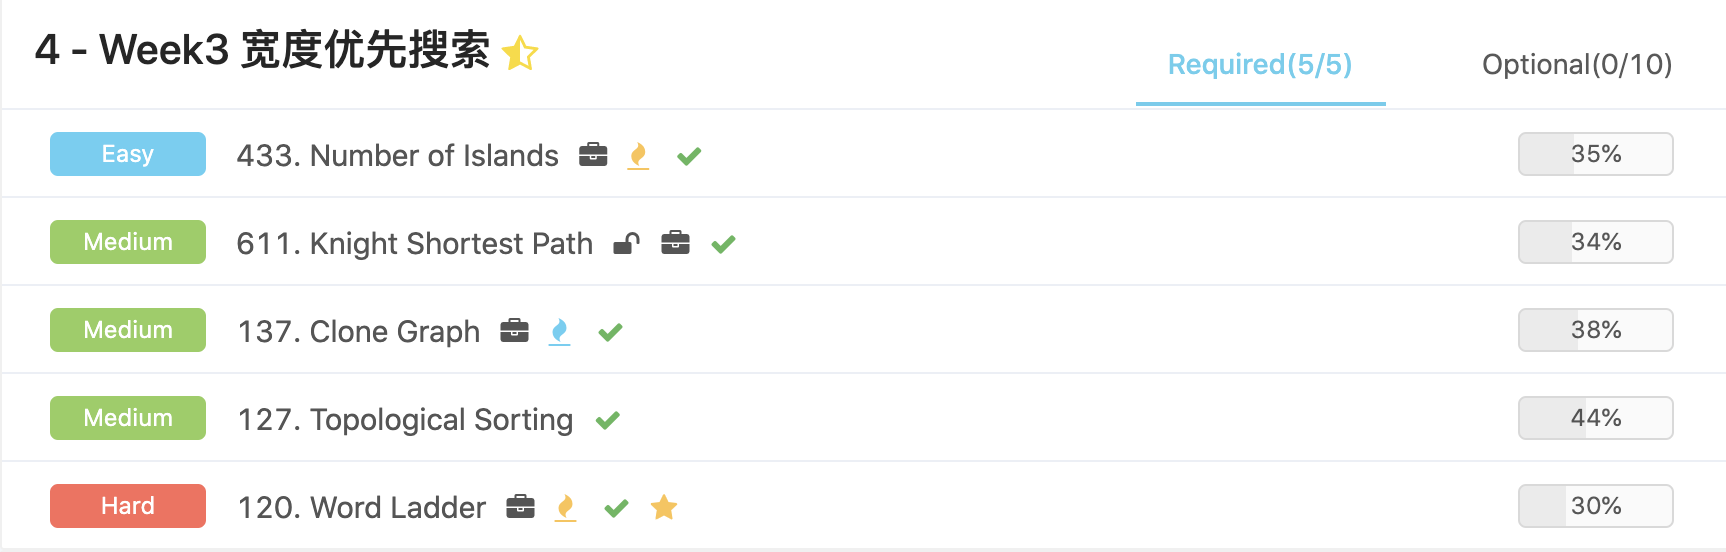 4 - Week3 宽度优先搜索
Required(5/5) Optional(0/10)
Easy 433. Number of Islands 35%
Medium 611. Knight Shortest Path 34%
Medium 137. Clone Graph 38%
Medium 127. Topological Sorting 44%
Hard 120. Word Ladder 30%